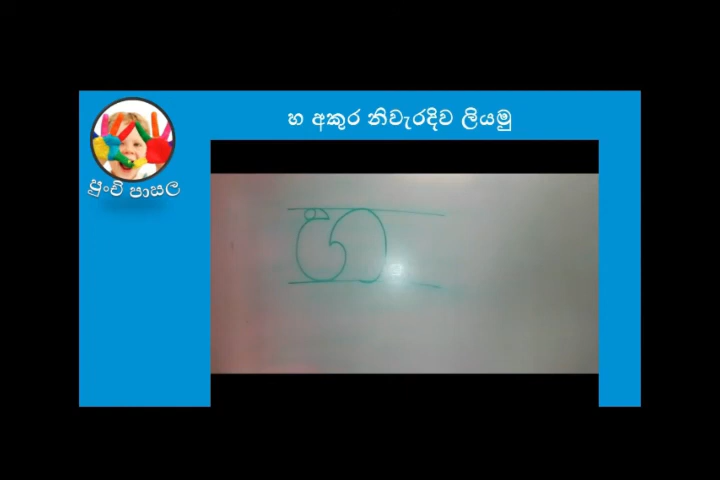 හ අකුර නිවැරදිව ලියමු
පුංචි පාසල
හ